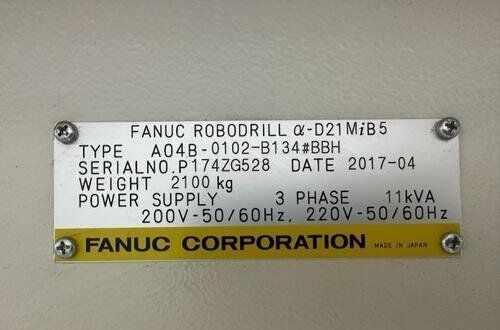 FANUC ROBODRILL α-D21MiB5
TYPE A04B-0102-B134#BBH
SERIALNO.P174ZG528 DATE 2017-04
WEIGHT 2100 kg
POWER SUPPLY 3 PHASE 11kVA
200V-50/60Hz, 220V-50/60Hz
FANUC CORPORATION MADE IN JAPAN